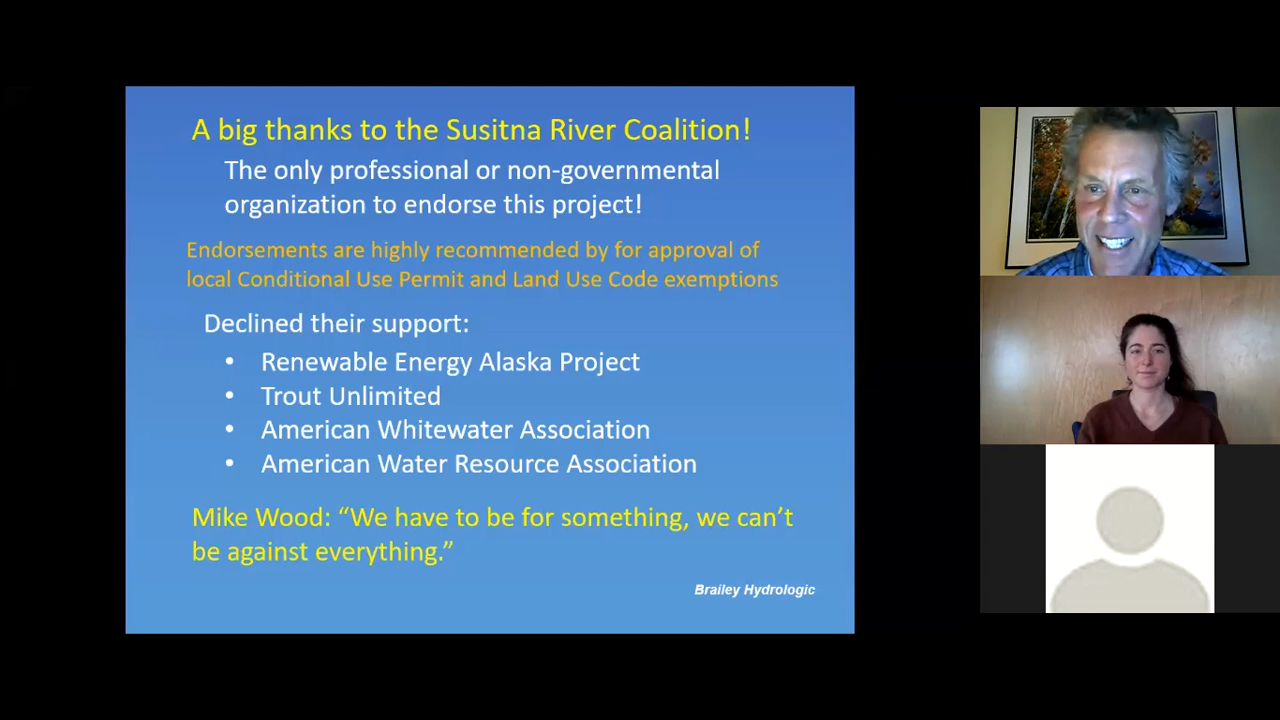 A big thanks to the Susitna River Coalition!
The only professional or non-governmental
organization to endorse this project!
Endorsements are highly recommended by for approval of
local Conditional Use Permit and Land Use Code exemptions
Declined their support:
• Renewable Energy Alaska Project
• Trout Unlimited
• American Whitewater Association
• American Water Resource Association
Mike Wood: “We have to be for something, we can’t
be against everything.”
Brailey Hydrologic